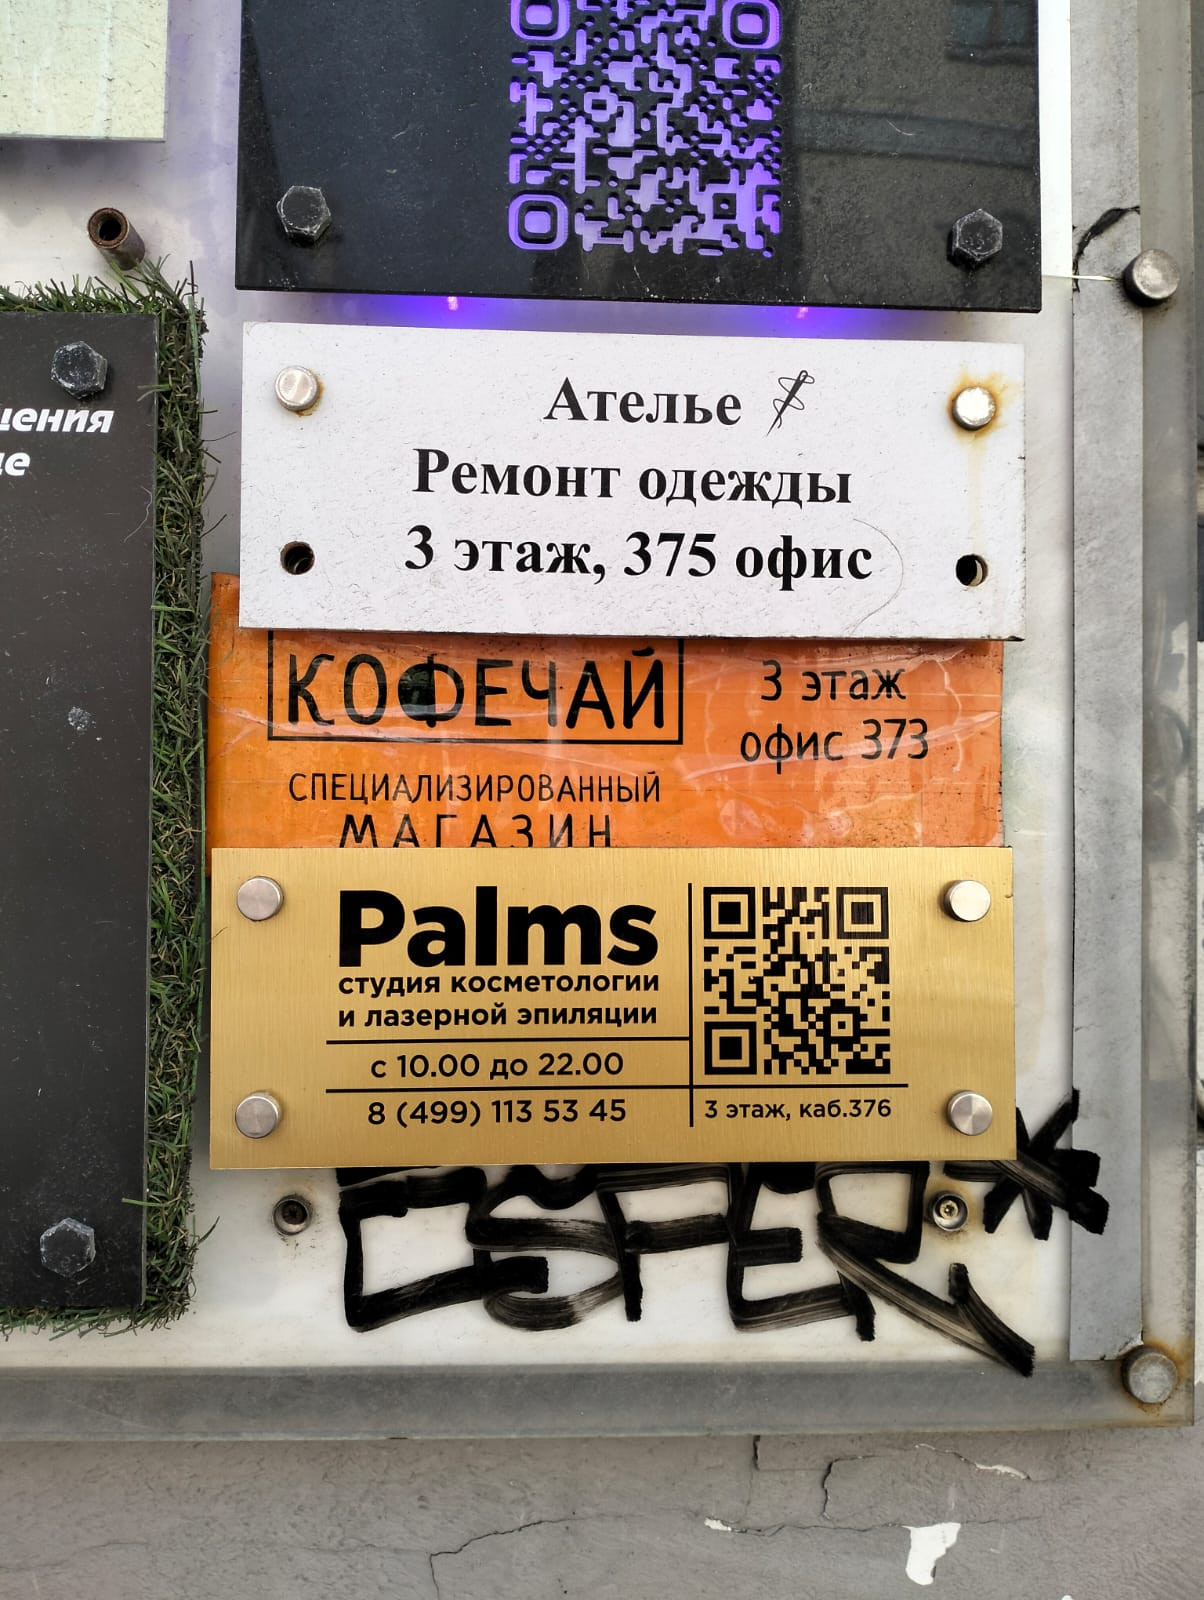 Ателье
Ремонт одежды
3 этаж, 375 офис
КОФЕЧАЙ
3 этаж
офис 373
СПЕЦИАЛИЗИРОВАННЫЙ
МАГАЗИН
Palms
студия косметологии
и лазерной эпиляции
с 10.00 до 22.00
8 (499) 113 53 45
3 этаж, каб.376